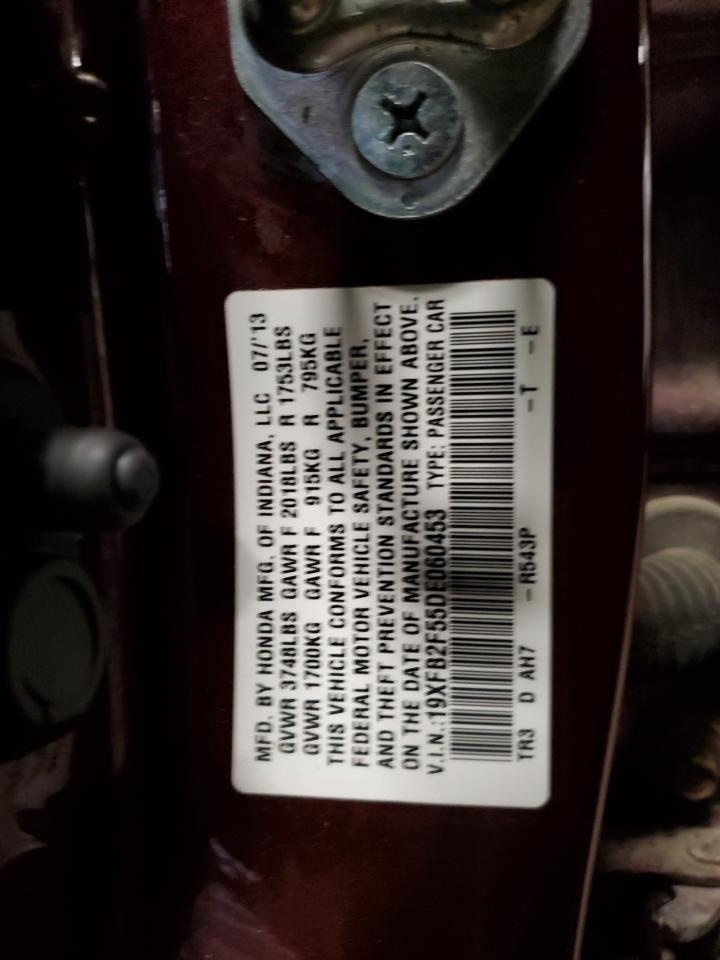 MFD. BY HONDA MFG. OF INDIANA, LLC 07/'13
GVWR 3748LBS GAWR F 2018LBS R 1753LBS
GVWR 1700KG GAWR F 915KG R 795KG
THIS VEHICLE CONFORMS TO ALL APPLICABLE
FEDERAL MOTOR VEHICLE SAFETY, BUMPER,
AND THEFT PREVENTION STANDARDS IN EFFECT
ON THE DATE OF MANUFACTURE SHOWN ABOVE.
V.I.N.:19XFB2F55DE060453 TYPE: PASSENGER CAR
TR3 D AH7 –R543P –T –E